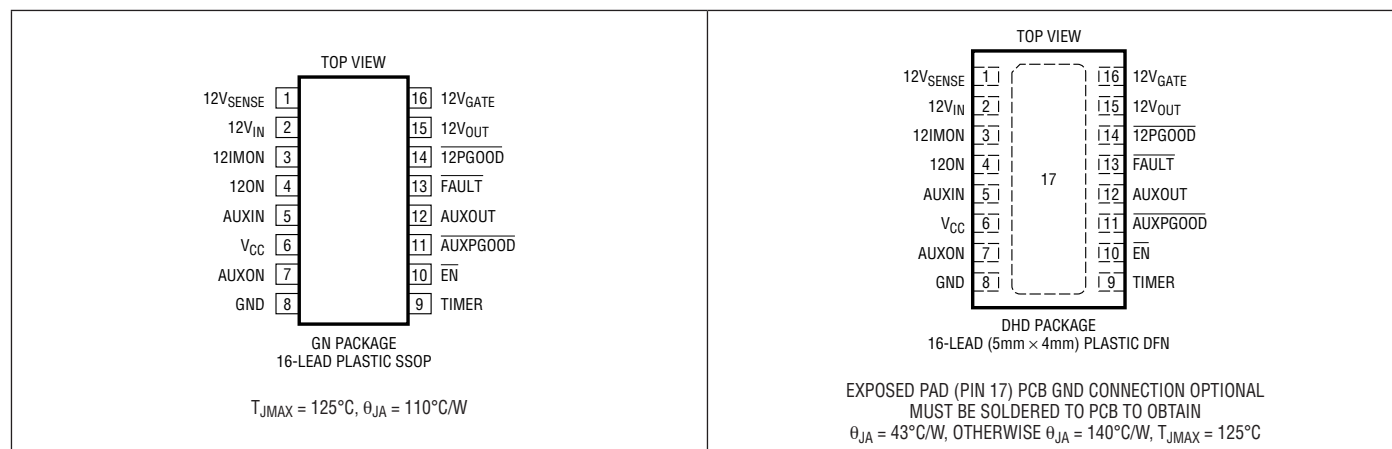 TOP VIEW
12VSENSE 1 16 12VGATE
12VIN 2 15 12VOUT
12IMON 3 14 12PGOOD
12ON 4 13 FAULT
AUXIN 5 12 AUXOUT
VCC 6 11 AUXPGOOD
AUXON 7 10 EN
GND 8 9 TIMER
GN PACKAGE
16-LEAD PLASTIC SSOP
TJMAX = 125°C, θJA = 110°C/W
TOP VIEW
12VSENSE 1 16 12VGATE
12VIN 2 15 12VOUT
12IMON 3 14 12PGOOD
12ON 4 13 FAULT
17
AUXIN 5 12 AUXOUT
VCC 6 11 AUXPGOOD
AUXON 7 10 EN
GND 8 9 TIMER
DHD PACKAGE
16-LEAD (5mm × 4mm) PLASTIC DFN
EXPOSED PAD (PIN 17) PCB GND CONNECTION OPTIONAL
MUST BE SOLDERED TO PCB TO OBTAIN
θJA = 43°C/W, OTHERWISE θJA = 140°C/W, TJMAX = 125°C